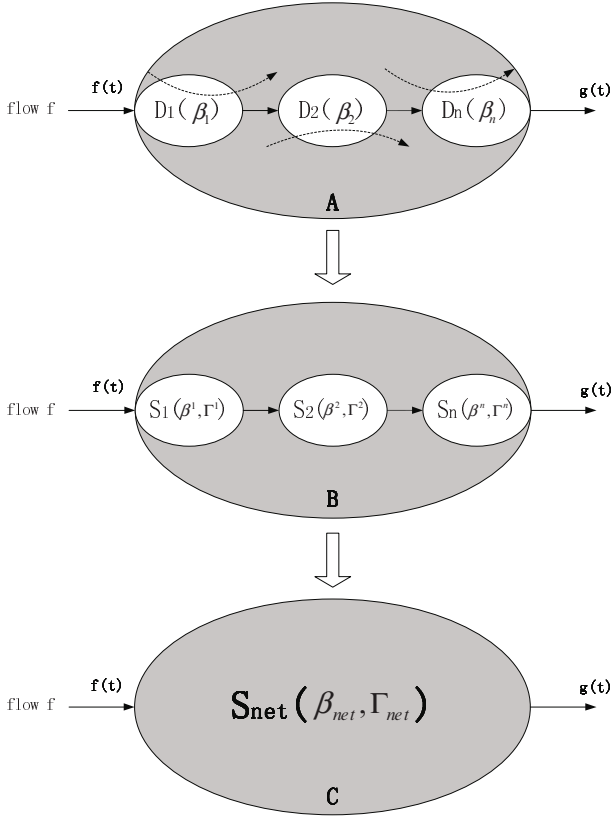 f(t)
g(t)
flow f
D1(β1)
D2(β2)
Dn(βn)
A
f(t)
g(t)
flow f
S1(β¹,Γ¹)
S2(β²,Γ²)
Sn(βⁿ,Γⁿ)
B
f(t)
g(t)
flow f
Snet(βnet,Γnet)
C